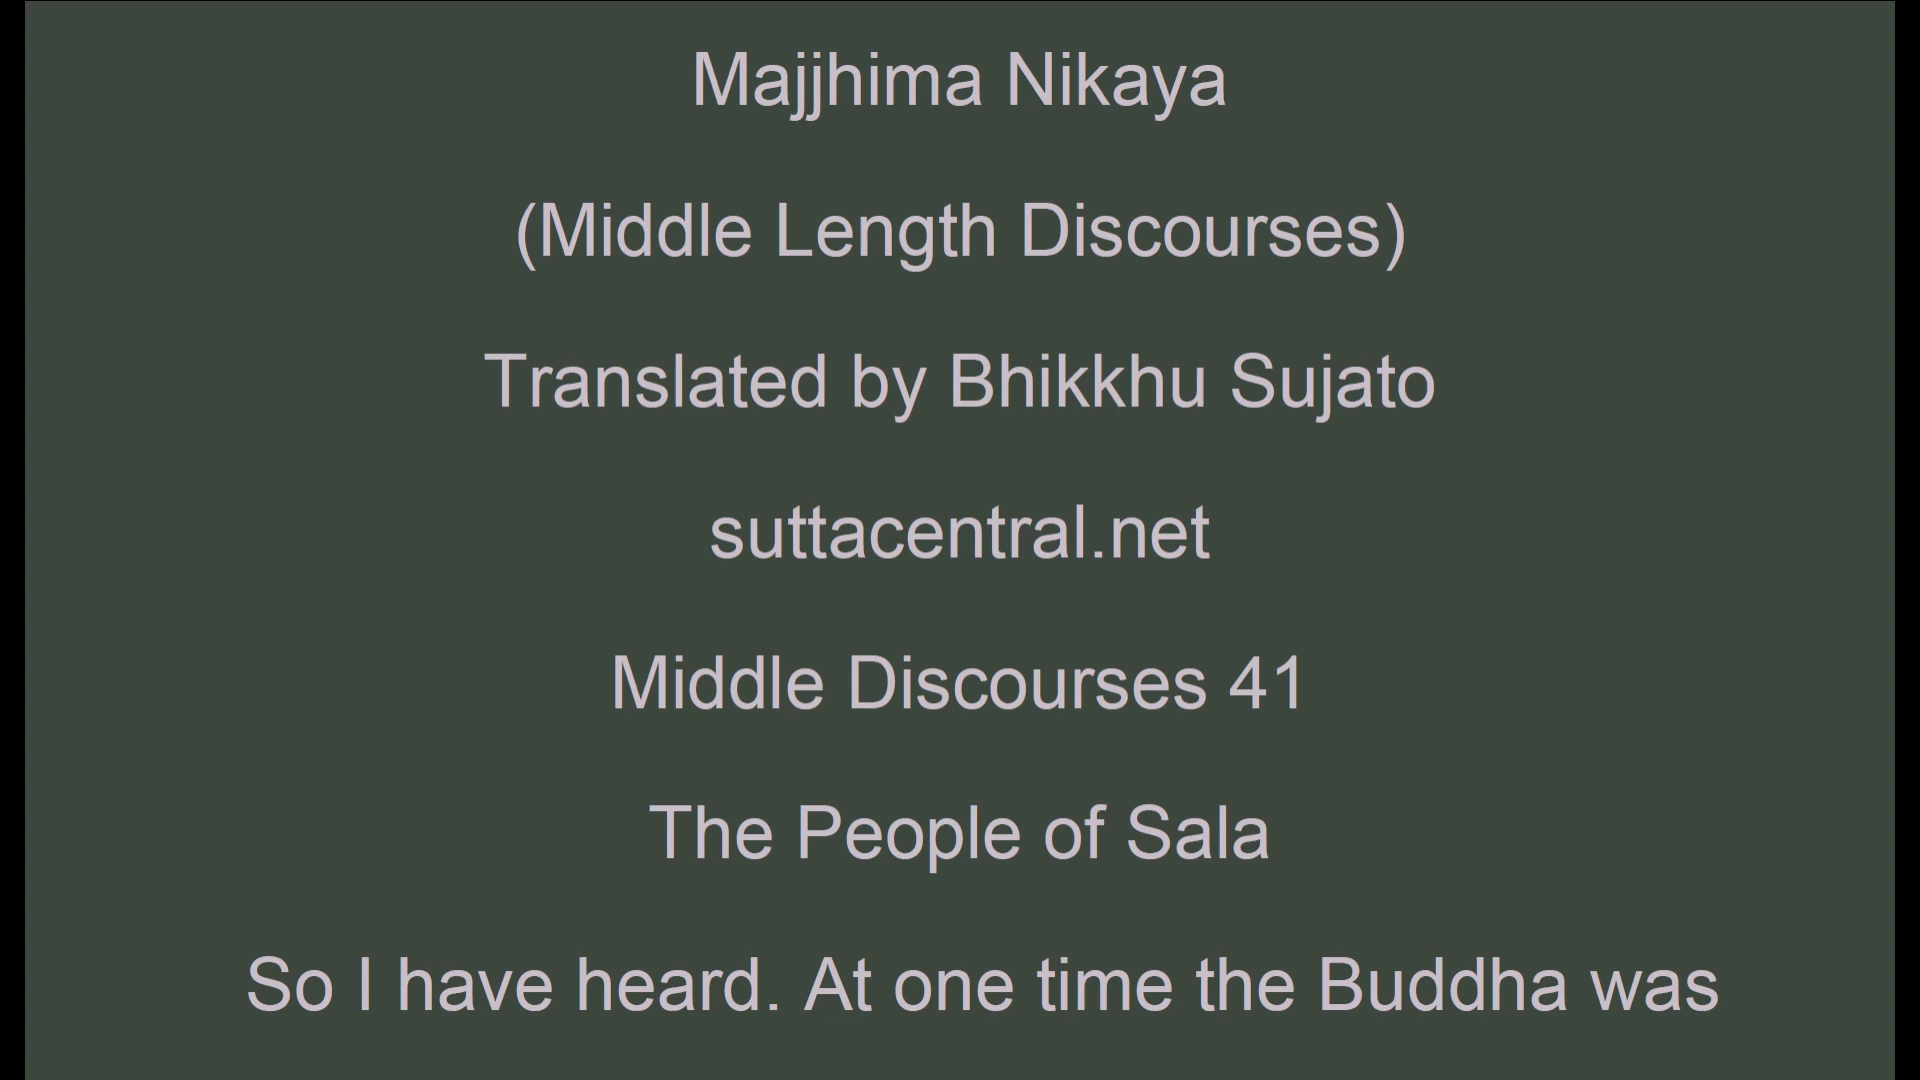 Majjhima Nikaya
(Middle Length Discourses)
Translated by Bhikkhu Sujato
suttacentral.net
Middle Discourses 41
The People of Sala
So I have heard. At one time the Buddha was